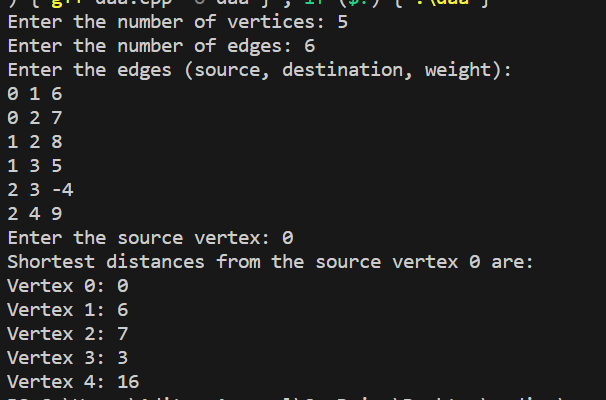 Enter the number of vertices: 5
Enter the number of edges: 6
Enter the edges (source, destination, weight):
0 1 6
0 2 7
1 2 8
1 3 5
2 3 -4
2 4 9
Enter the source vertex: 0
Shortest distances from the source vertex 0 are:
Vertex 0: 0
Vertex 1: 6
Vertex 2: 7
Vertex 3: 3
Vertex 4: 16